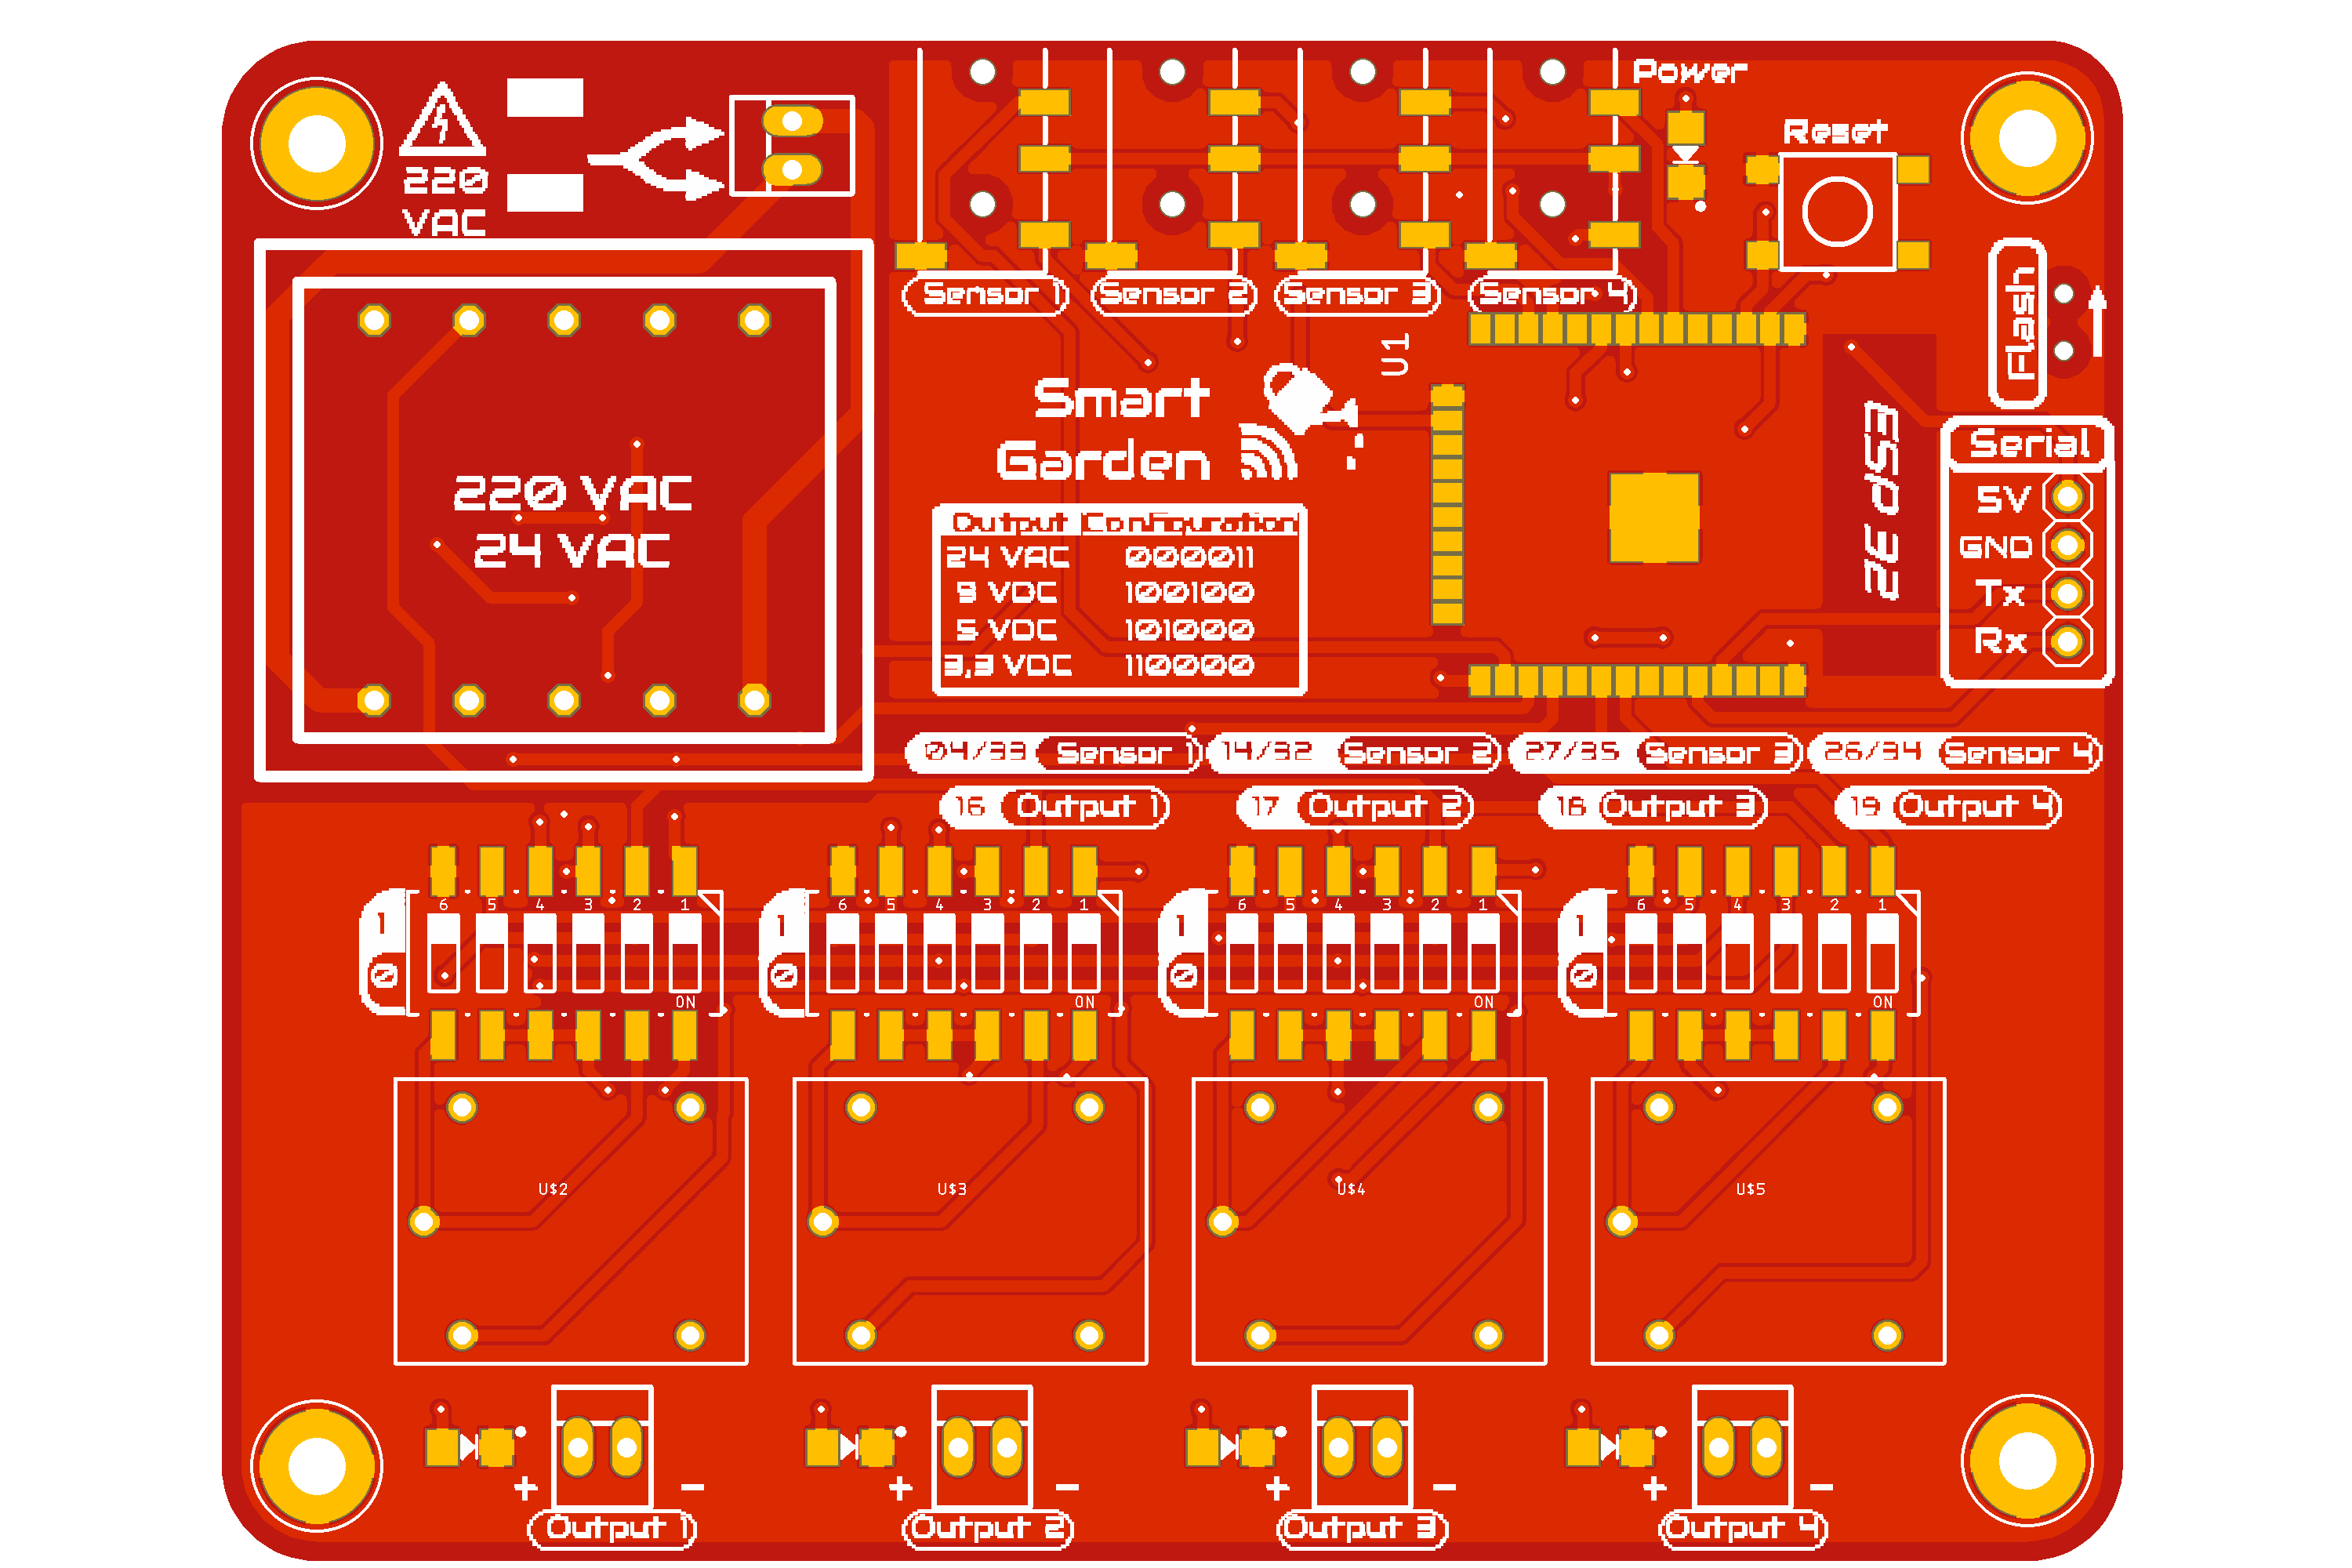 Power
Reset
220
VAC
Sensor 1
Sensor 2
Sensor 3
Sensor 4
Flash
U1
Smart
Garden
ESP 32
Serial
5V
GND
Tx
Rx
220 VAC
24 VAC
Output Configuration
24 VAC 000011
9 VDC 100100
5 VDC 101000
3,3 VDC 110000
04/33 Sensor 1
14/32 Sensor 2
27/35 Sensor 3
26/34 Sensor 4
16 Output 1
17 Output 2
18 Output 3
19 Output 4
1
0
6 5 4 3 2 1
ON
1
0
6 5 4 3 2 1
ON
1
0
6 5 4 3 2 1
ON
1
0
6 5 4 3 2 1
ON
U$2
U$3
U$4
U$5
+ -
+ -
+ -
+ -
Output 1
Output 2
Output 3
Output 4